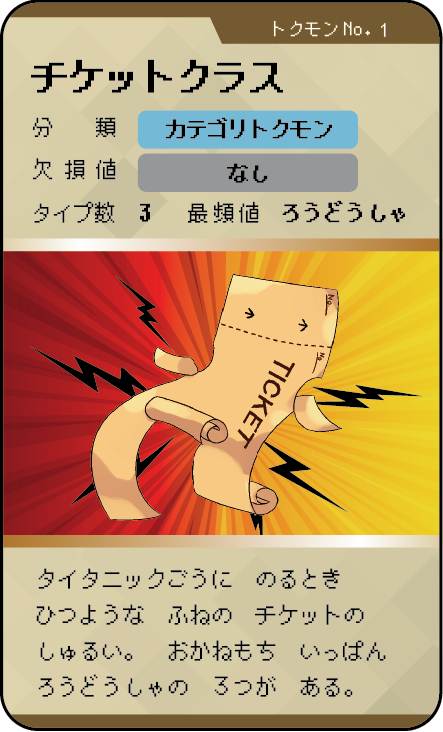 トクモンNo. 1
チケットクラス
分類 カテゴリトクモン
欠損値 なし
タイプ数 3 最頻値 ろうどうしゃ
No.
No.
TICKET
タイタニックごうに のるとき
ひつような ふねの チケットの
しゅるい。 おかねもち いっぱん
ろうどうしゃの 3つが ある。